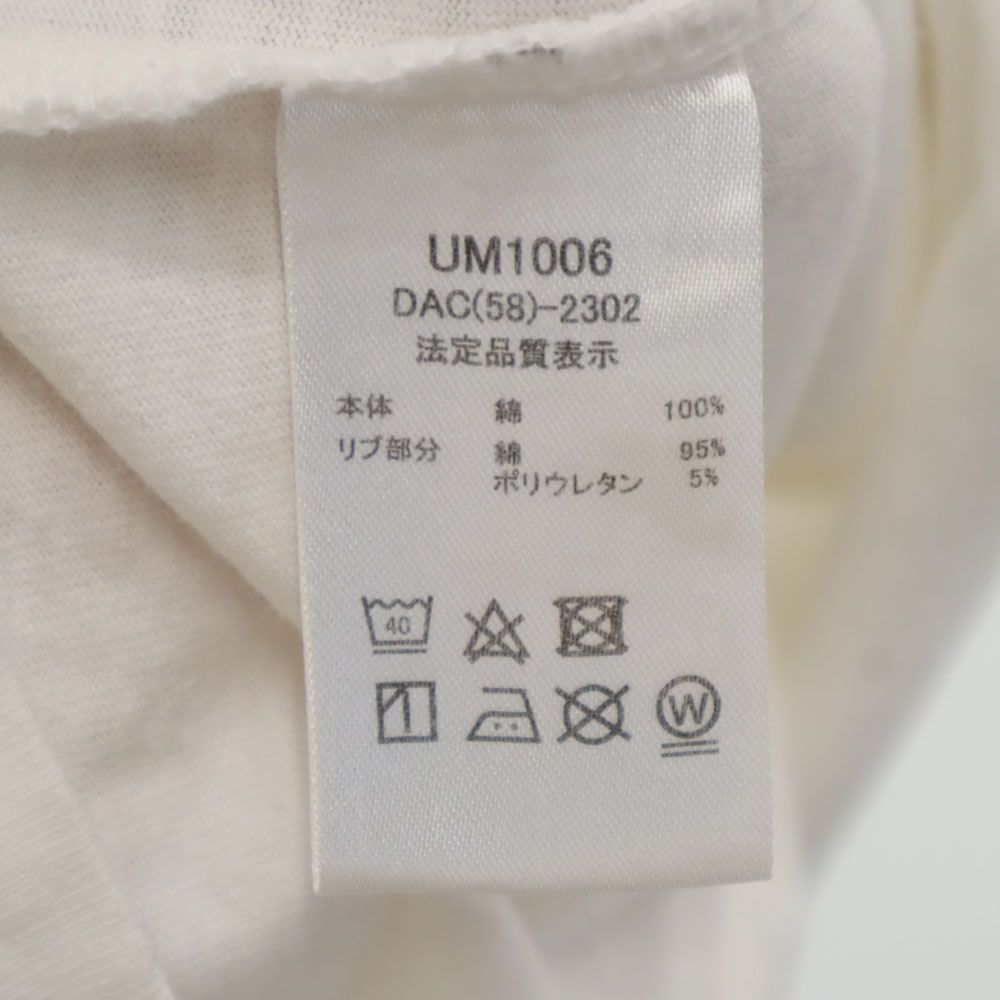 UM1006
DAC(58)-2302
法定品質表示
本体 綿 100%
リブ部分 綿 95%
ポリウレタン 5%
40
W